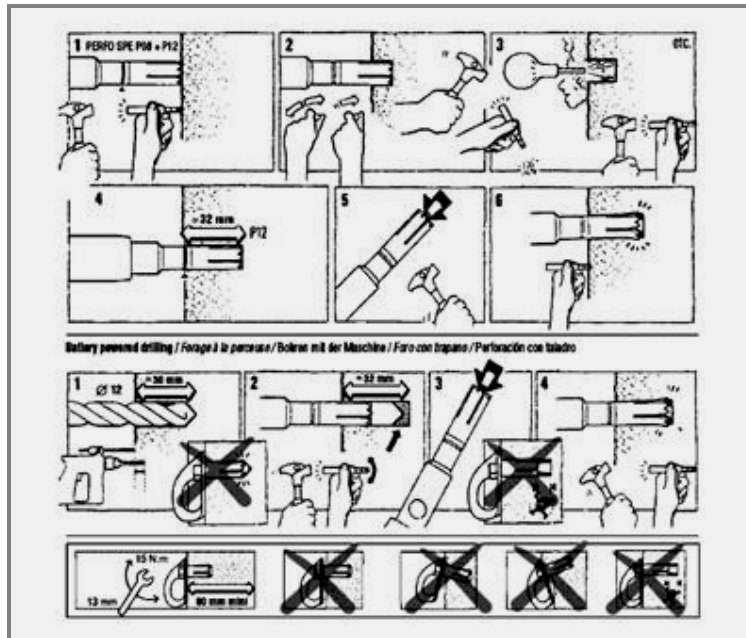 1 PERFO SPE P08 + P12
2
3
etc.
4
≈ 32 mm
P12
5
6
Battery powered drilling / Forage à la perceuse / Bohren mit der Maschine / Foro con trapano / Perforación con taladro
1
Ø 12
≈ 30 mm
2
≈ 32 mm
3
4
15 N.m
13 mm
60 mm mini